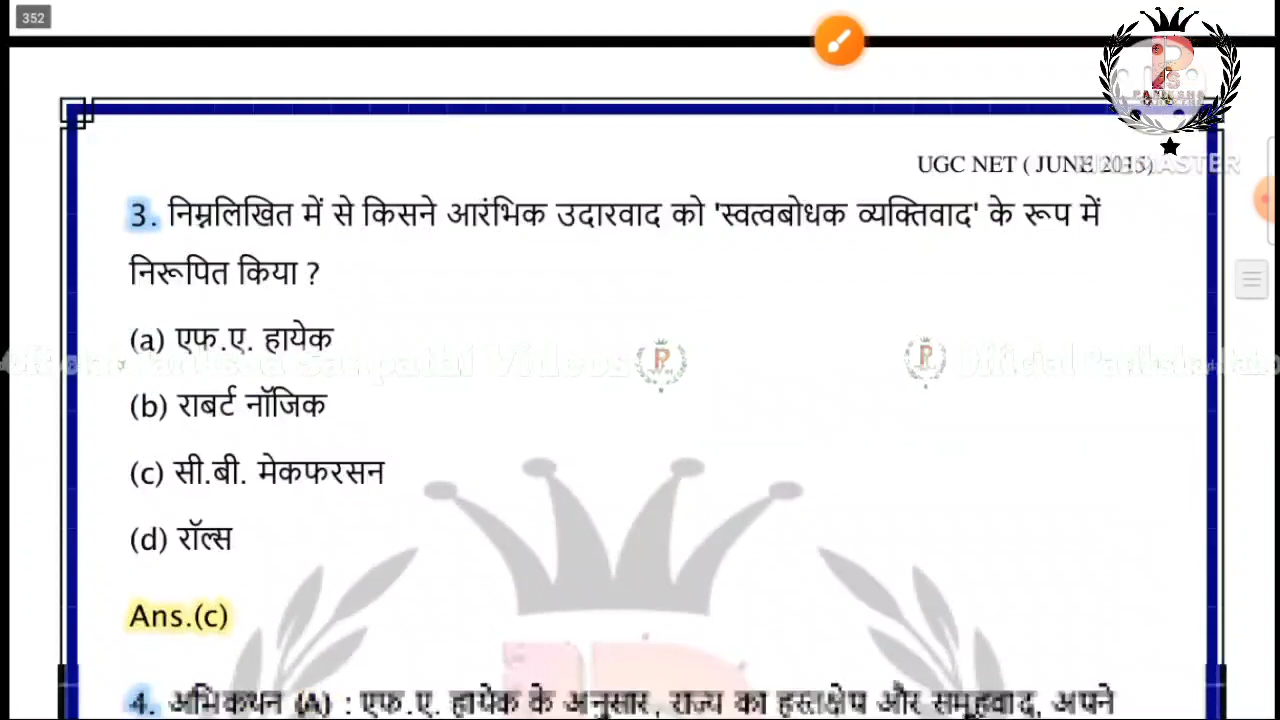 352
UGC NET ( JUNE 2015)
3. निम्नलिखित में से किसने आरंभिक उदारवाद को 'स्वत्वबोधक व्यक्तिवाद' के रूप में
निरूपित किया ?
(a) एफ.ए. हायेक
(b) राबर्ट नॉजिक
(c) सी.बी. मेकफरसन
(d) रॉल्स
Ans.(c)
4. अभिकथन (A) : एफ.ए. हायेक के अनुसार, राज्य का हस्तक्षेप और समूहवाद, अपने